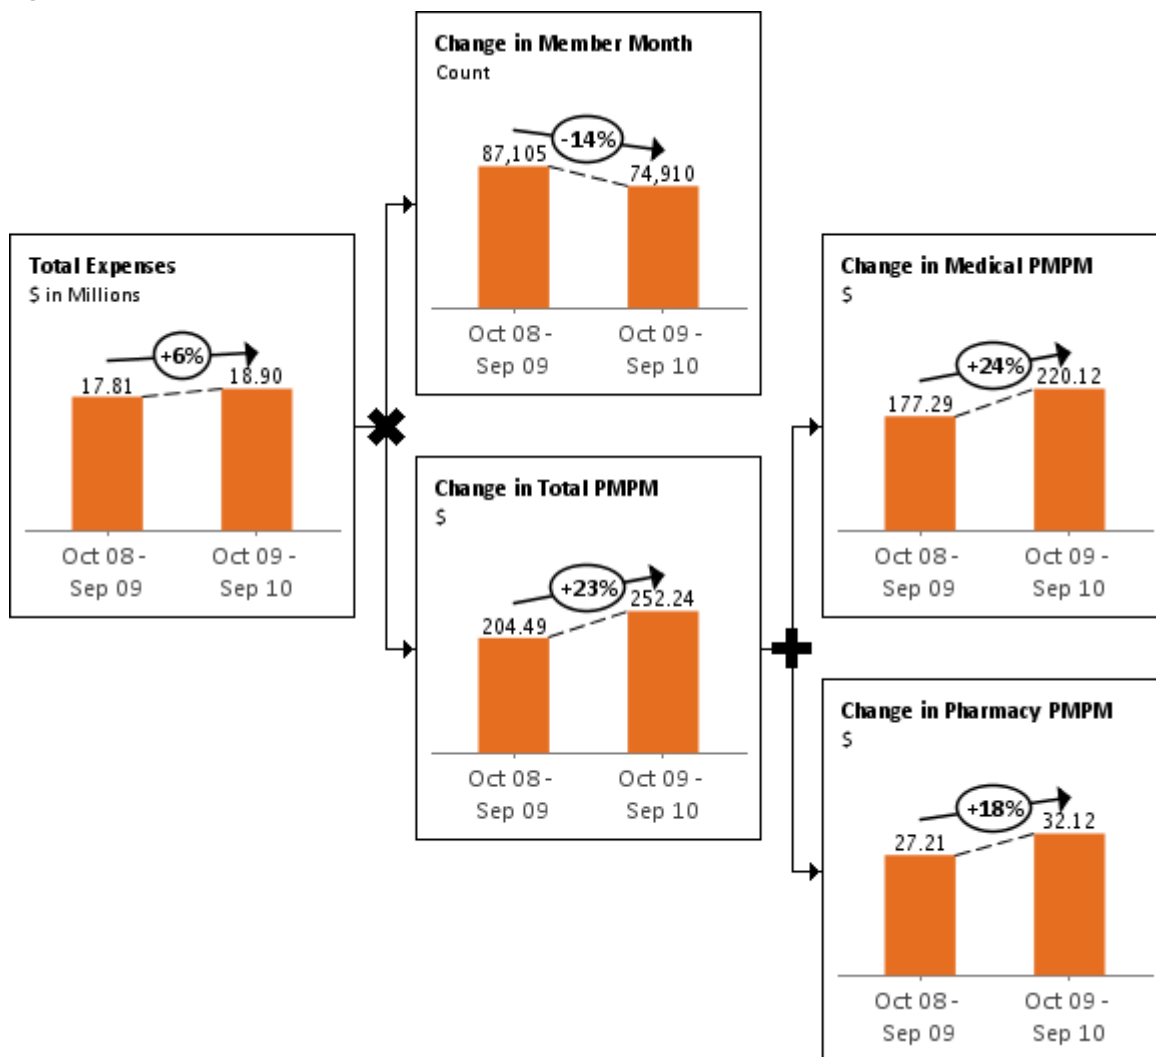 Change in Member Month
Count
-14%
87,105
74,910
Oct 08 -
Sep 09
Oct 09 -
Sep 10
Total Expenses
$ in Millions
+6%
17.81
18.90
Oct 08 -
Sep 09
Oct 09 -
Sep 10
Change in Total PMPM
$
+23%
204.49
252.24
Oct 08 -
Sep 09
Oct 09 -
Sep 10
Change in Medical PMPM
$
+24%
177.29
220.12
Oct 08 -
Sep 09
Oct 09 -
Sep 10
Change in Pharmacy PMPM
$
+18%
27.21
32.12
Oct 08 -
Sep 09
Oct 09 -
Sep 10